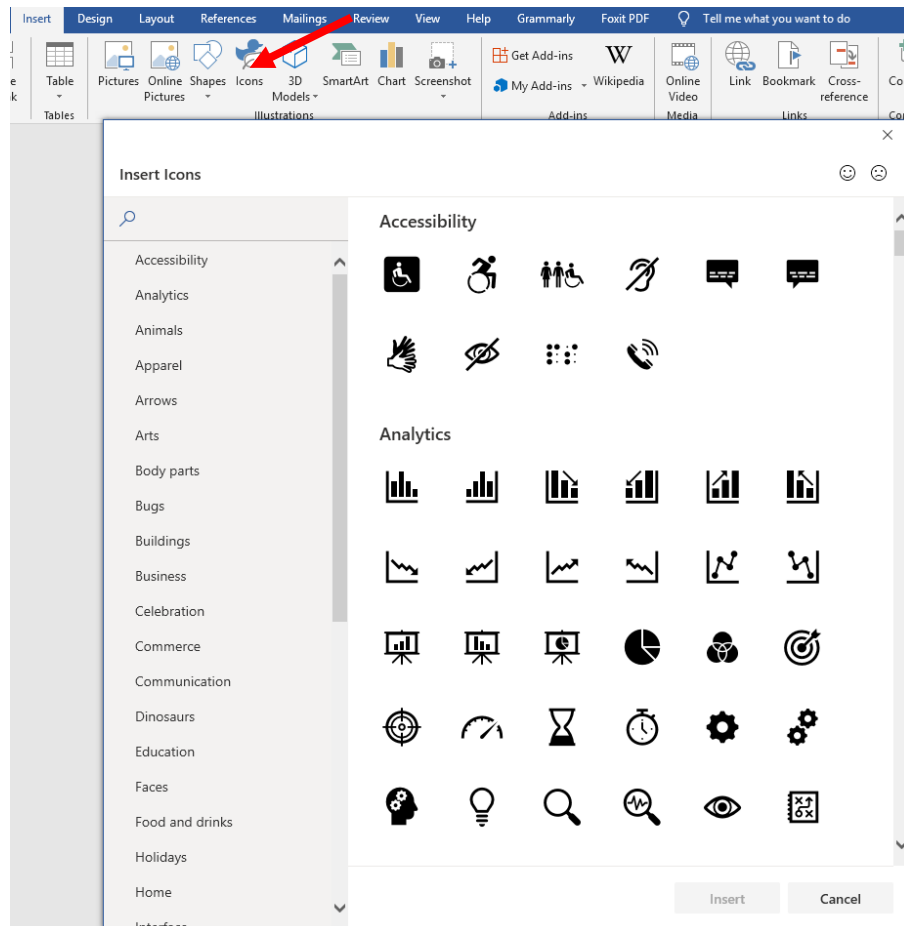 Insert Design Layout References Mailings Review View Help Grammarly Foxit PDF Tell me what you want to do
Table
Pictures Online Pictures Shapes Icons 3D Models SmartArt Chart Screenshot
Get Add-ins
My Add-ins
W
Wikipedia
Online Video
Link Bookmark Cross-reference
Tables Illustrations Add-ins Media Links
Insert Icons
Accessibility
Analytics
Animals
Apparel
Arrows
Arts
Body parts
Bugs
Buildings
Business
Celebration
Commerce
Communication
Dinosaurs
Education
Faces
Food and drinks
Holidays
Home
Accessibility
Analytics
Insert Cancel